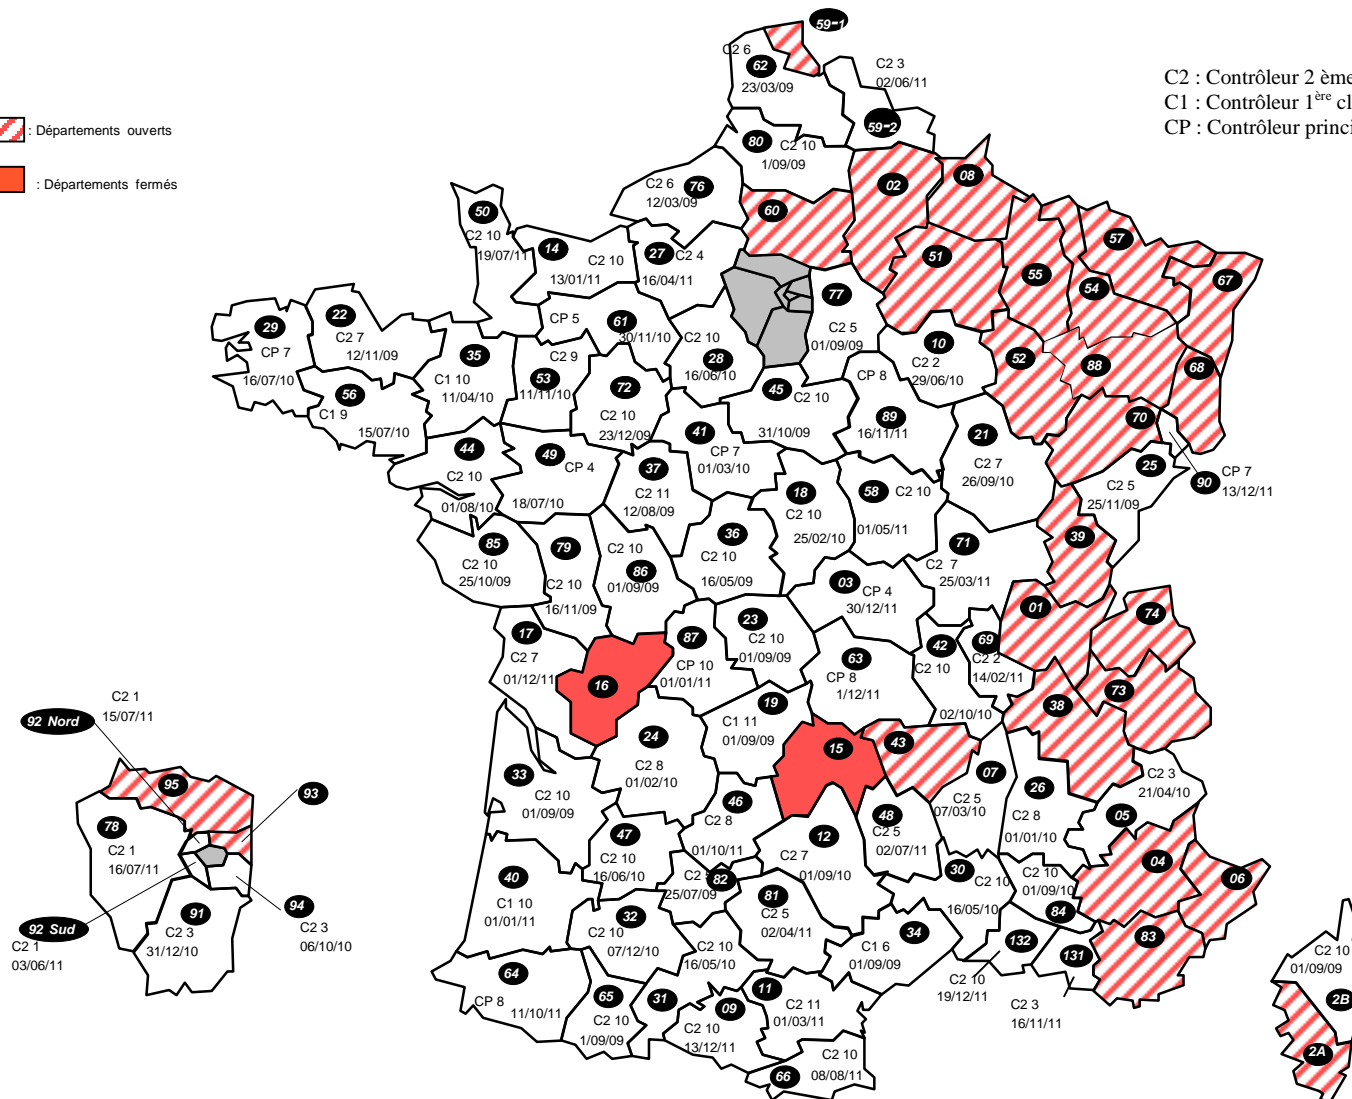 59-1
C2 6
62
23/03/09
C2 3
02/06/11
59-2
C2 : Contrôleur 2 ème
C1 : Contrôleur 1ère cl
CP : Contrôleur princi
: Départements ouverts
: Départements fermés
80
C2 10
1/09/09
C2 6
76
12/03/09
02
08
60
50
C2 10
19/07/11
14
C2 10
13/01/11
27
C2 4
16/04/11
51
57
55
54
67
77
C2 5
01/09/09
29
CP 7
16/07/10
22
C2 7
12/11/09
35
C1 10
11/04/10
CP 5
61
30/11/10
C2 9
53
11/11/10
C2 10
28
16/06/10
10
C2 2
29/06/10
52
88
68
56
C1 9
15/07/10
72
C2 10
23/12/09
45
C2 10
31/10/09
CP 8
89
16/11/11
70
44
C2 10
01/08/10
49
CP 4
18/07/10
41
CP 7
01/03/10
37
C2 11
12/08/09
21
C2 7
26/09/10
25
C2 5
25/11/09
90
CP 7
13/12/11
18
C2 10
25/02/10
58
C2 10
01/05/11
85
C2 10
25/10/09
79
C2 10
16/11/09
C2 10
86
01/09/09
36
C2 10
16/05/09
71
C2 7
25/03/11
39
03
CP 4
30/12/11
01
74
17
C2 7
01/12/11
87
CP 10
01/01/11
23
C2 10
01/09/09
63
CP 8
1/12/11
42
C2 10
02/10/10
69
C2 2
14/02/11
16
73
38
19
C1 11
01/09/09
C2 1
15/07/11
92 Nord
24
C2 8
01/02/10
15
43
33
C2 10
01/09/09
07
C2 5
07/03/10
26
C2 8
01/01/10
C2 3
21/04/10
05
95
93
46
C2 8
01/10/11
48
C2 5
02/07/11
78
C2 1
16/07/11
47
C2 10
16/06/10
12
C2 7
01/09/10
04
06
40
C1 10
01/01/11
82
25/07/09
30
C2 10
16/05/10
C2 10
01/09/10
84
91
C2 3
31/12/10
94
C2 3
06/10/10
92 Sud
C2 1
03/06/11
32
C2 10
07/12/10
81
C2 5
02/04/11
34
C1 6
01/09/09
132
C2 10
19/12/11
131
C2 3
16/11/11
83
C2 10
16/05/10
31
64
CP 8
11/10/11
65
C2 10
1/09/09
09
C2 10
13/12/11
11
C2 11
01/03/11
C2 10
66
08/08/11
C2 10
01/09/09
2B
2A